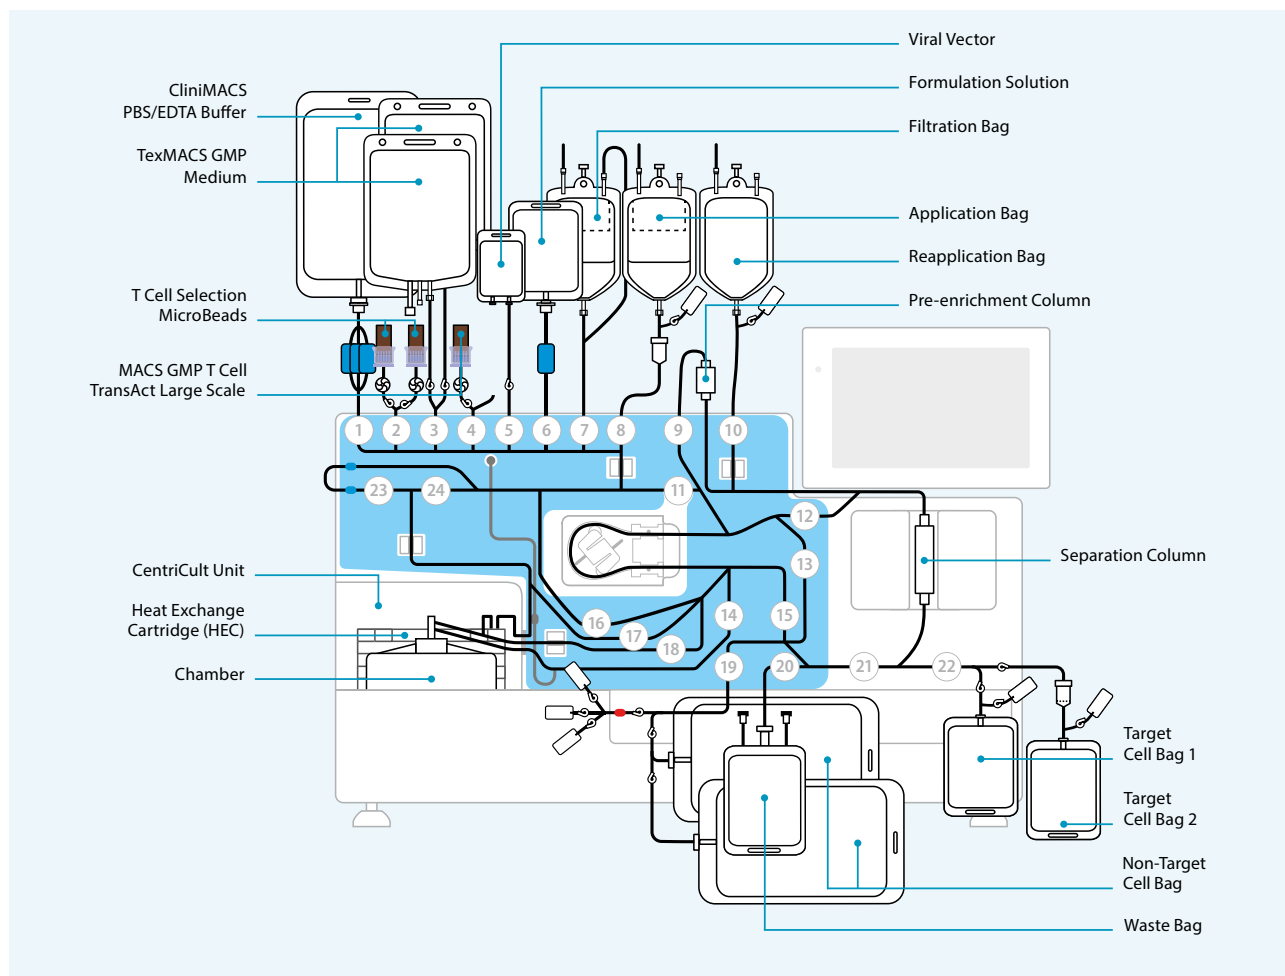 Viral Vector
Formulation Solution
Filtration Bag
CliniMACS
PBS/EDTA Buffer
TexMACS GMP
Medium
Application Bag
Reapplication Bag
Pre-enrichment Column
T Cell Selection
MicroBeads
MACS GMP T Cell
TransAct Large Scale
1
2
3
4
5
6
7
8
9
10
23
24
11
12
13
14
15
16
17
18
19
20
21
22
Separation Column
CentriCult Unit
Heat Exchange
Cartridge (HEC)
Chamber
Target
Cell Bag 1
Target
Cell Bag 2
Non-Target
Cell Bag
Waste Bag